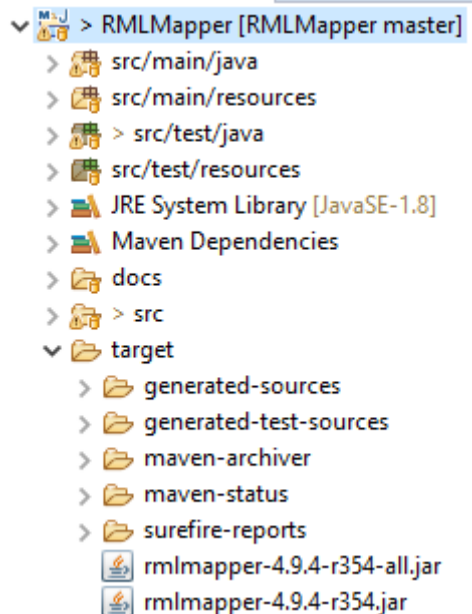 > RMLMapper [RMLMapper master]
src/main/java
src/main/resources
> src/test/java
src/test/resources
JRE System Library [JavaSE-1.8]
Maven Dependencies
docs
> src
target
generated-sources
generated-test-sources
maven-archiver
maven-status
surefire-reports
rmlmapper-4.9.4-r354-all.jar
rmlmapper-4.9.4-r354.jar